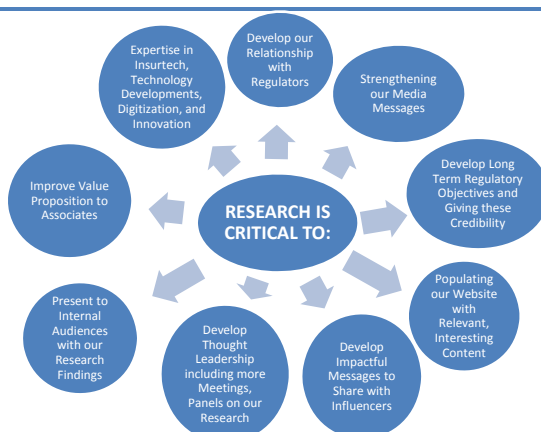 Develop our
Relationship
with
Regulators
Strengthening
our Media
Messages
Develop Long
Term Regulatory
Objectives and
Giving these
Credibility
Populating
our Website
with
Relevant,
Interesting
Content
Develop
Impactful
Messages to
Share with
Influencers
Develop
Thought
Leadership
including more
Meetings,
Panels on our
Research
Present to
Internal
Audiences
with our
Research
Findings
Improve Value
Proposition to
Associates
Expertise in
Insurtech,
Technology
Developments,
Digitization, and
Innovation
RESEARCH IS
CRITICAL TO: